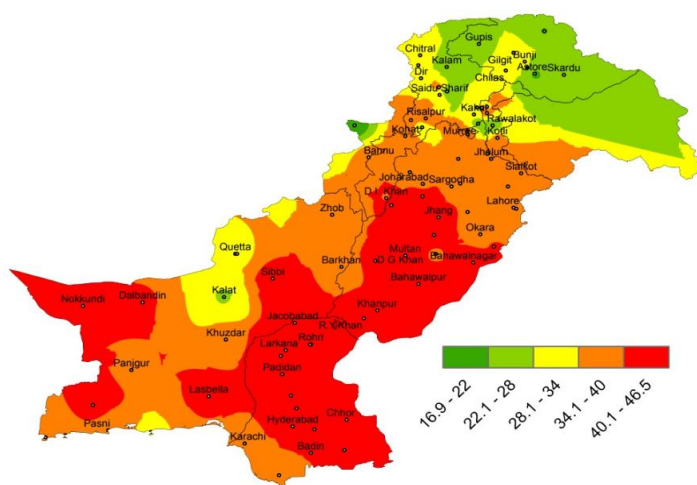 Gupis
Chitral
Bunji
Gilgit
Kalam
Astore
Dir
Skardu
Chilas
Saidu Sharif
Kakul
Risalpur
Rawalakot
Kohat
Murree
Kotli
Bannu
Jhelum
Sialkot
Joharabad
Sargodha
D.I. Khan
Zhob
Jhang
Lahore
Okara
Quetta
Multan
D G Khan
Bahawalnagar
Barkhan
Sibbi
Bahawalpur
Kalat
Nokkundi
Dalbandin
Khanpur
Jacobabad
R.Y.Khan
Khuzdar
Rohri
Larkana
Panjgur
Padidan
Lasbella
Chhor
Pasni
Hyderabad
Karachi
Badin
16.9 - 22
22.1 - 28
28.1 - 34
34.1 - 40
40.1 - 46.5